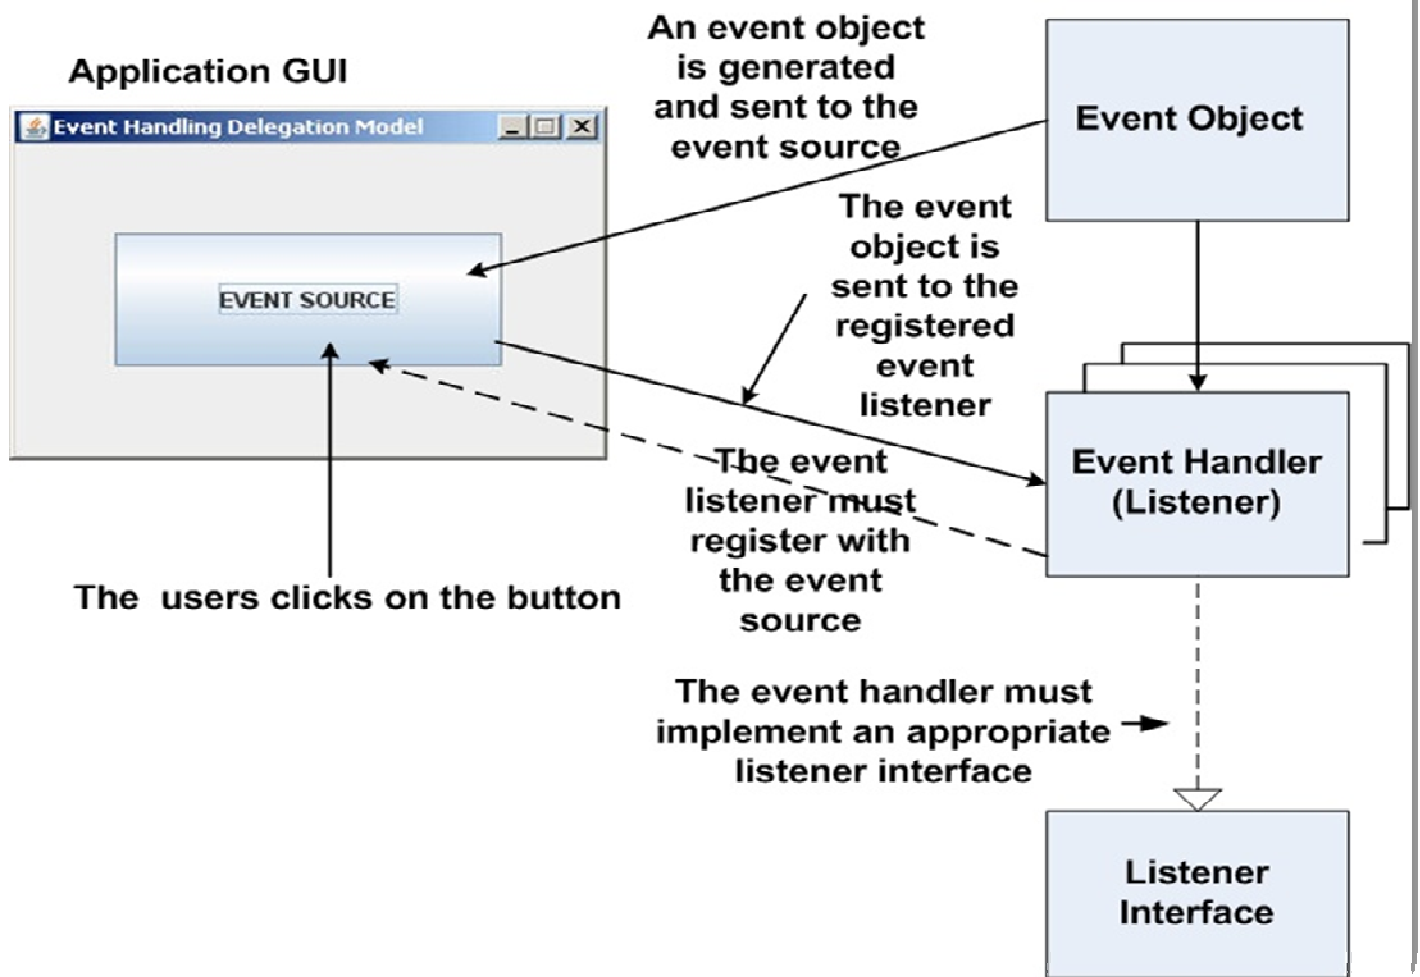 Application GUI
Event Handling Delegation Model
EVENT SOURCE
The users clicks on the button
An event object
is generated
and sent to the
event source
Event Object
The event
object is
sent to the
registered
event
listener
The event
listener must
register with
the event
source
Event Handler
(Listener)
The event handler must
implement an appropriate
listener interface
Listener
Interface